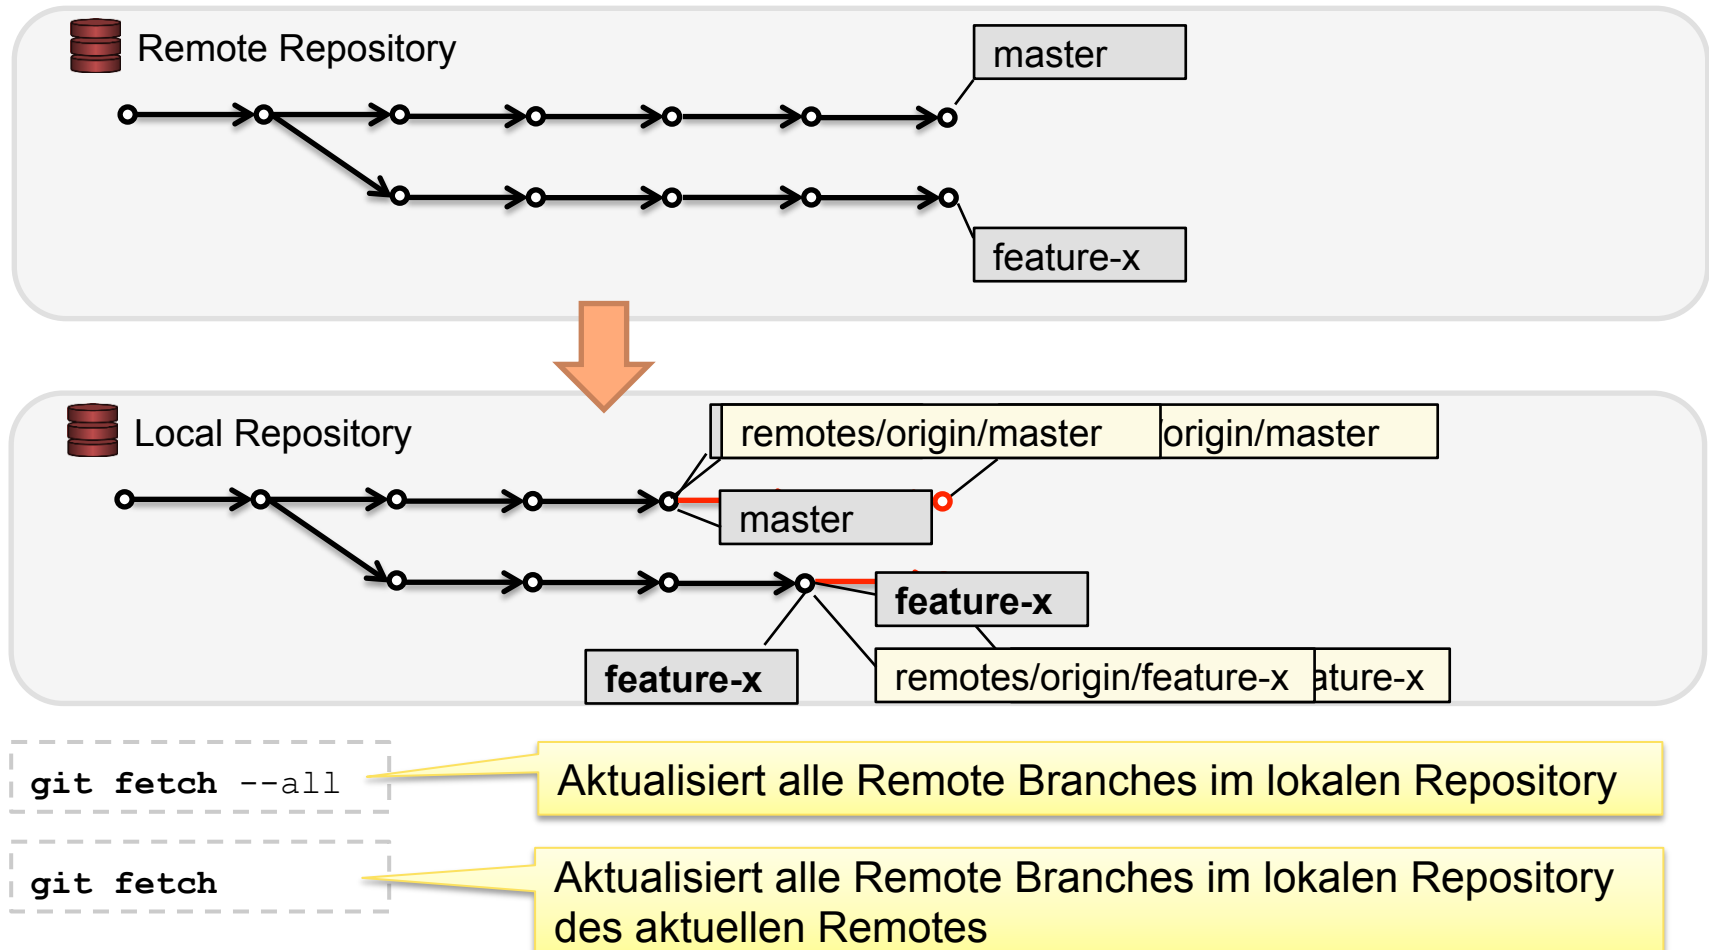 Remote Repository
master
feature-x
Local Repository
remotes/origin/master
origin/master
master
feature-x
feature-x
remotes/origin/feature-x
ature-x
git fetch --all
Aktualisiert alle Remote Branches im lokalen Repository
git fetch
Aktualisiert alle Remote Branches im lokalen Repository
des aktuellen Remotes